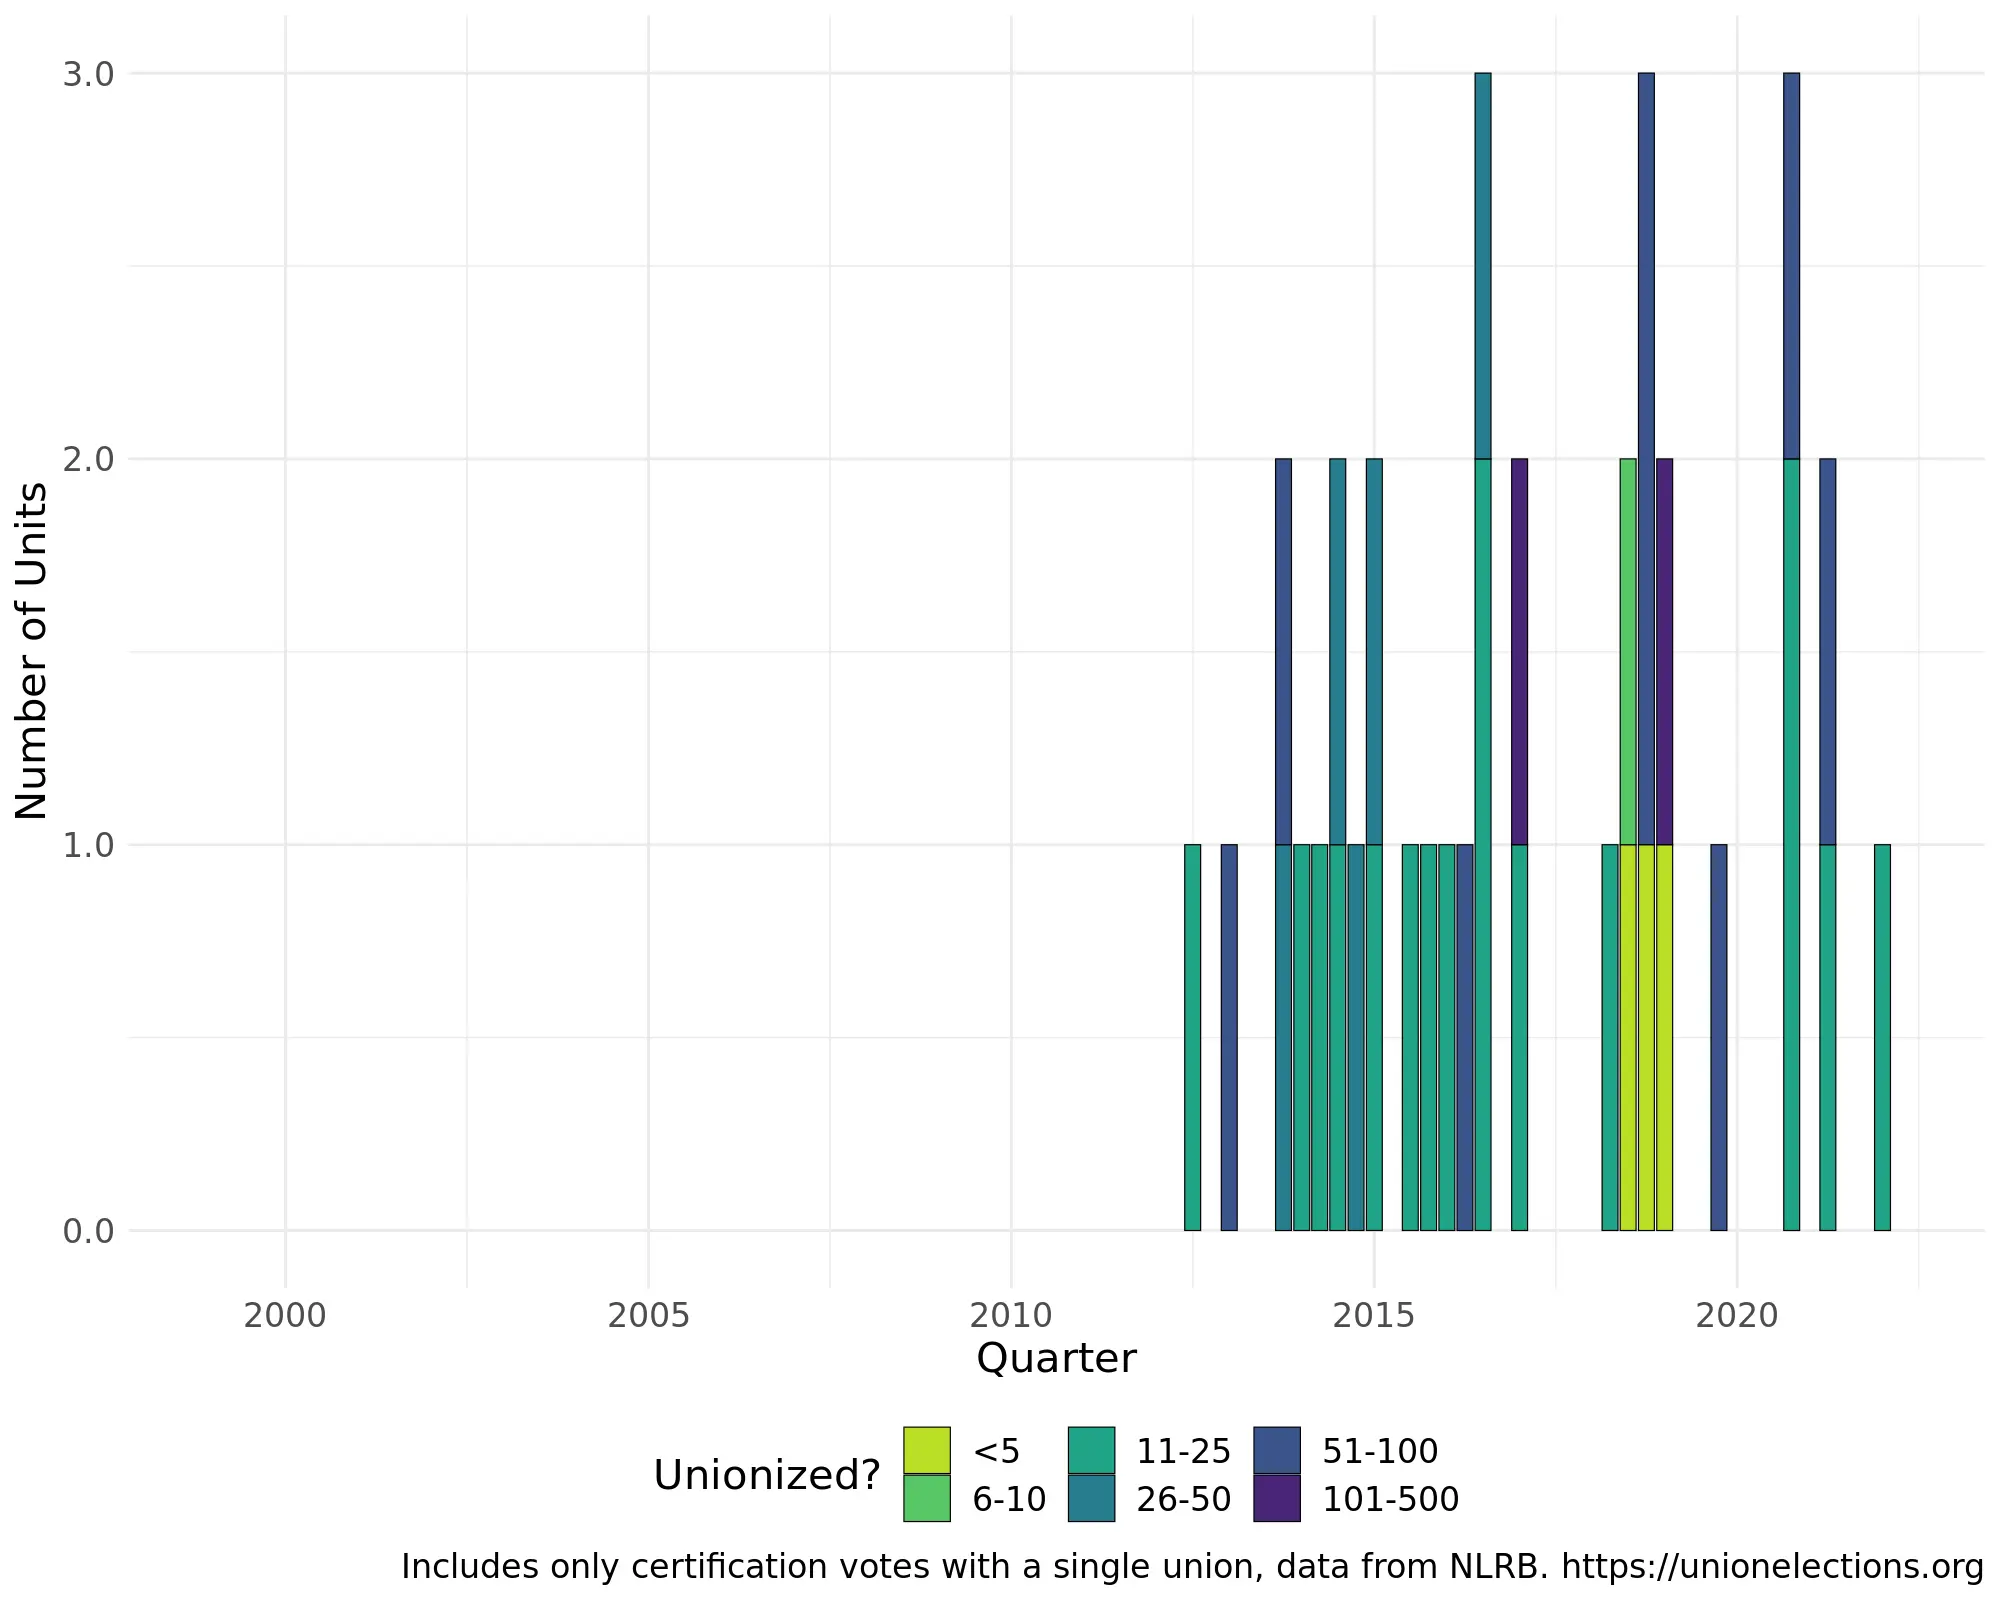 3.0
2.0
1.0
0.0
Number of Units
2000 2005 2010 2015 2020
Quarter
Unionized?
<5 11-25 51-100
6-10 26-50 101-500
Includes only certification votes with a single union, data from NLRB. https://unionelections.org